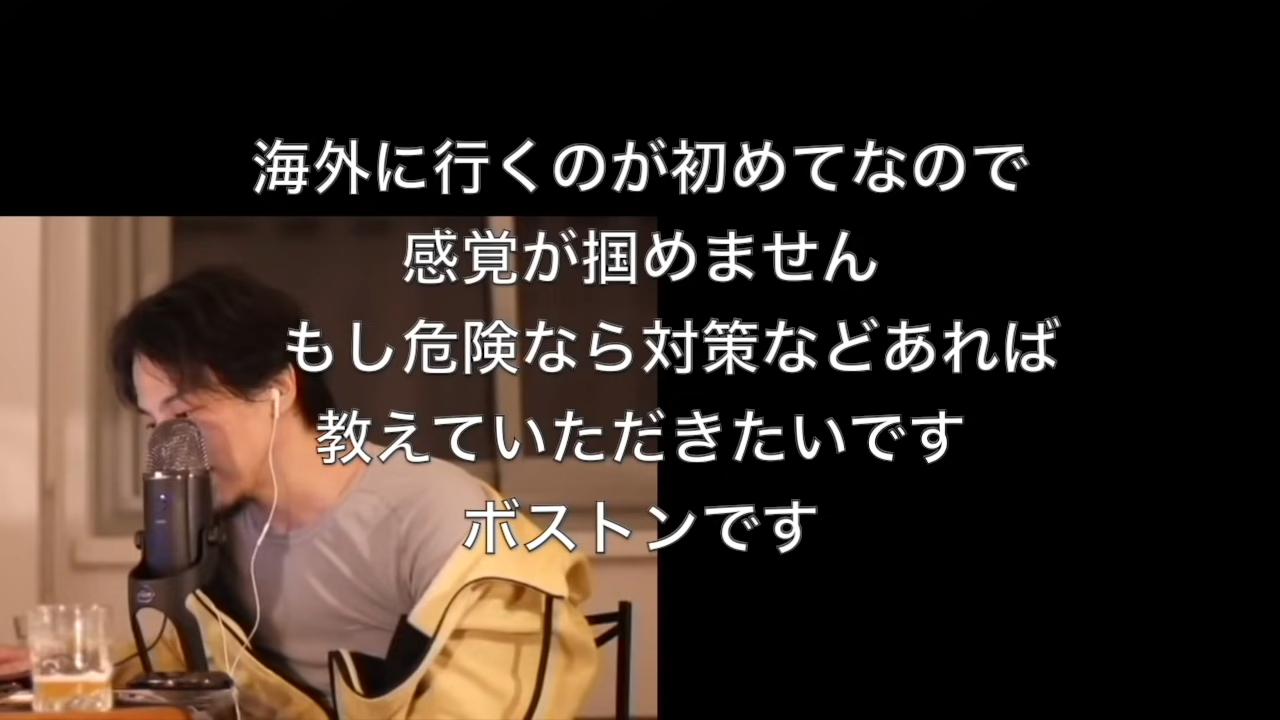 海外に行くのが初めてなので
感覚が掴めません
もし危険なら対策などあれば
教えていただきたいです
ボストンです